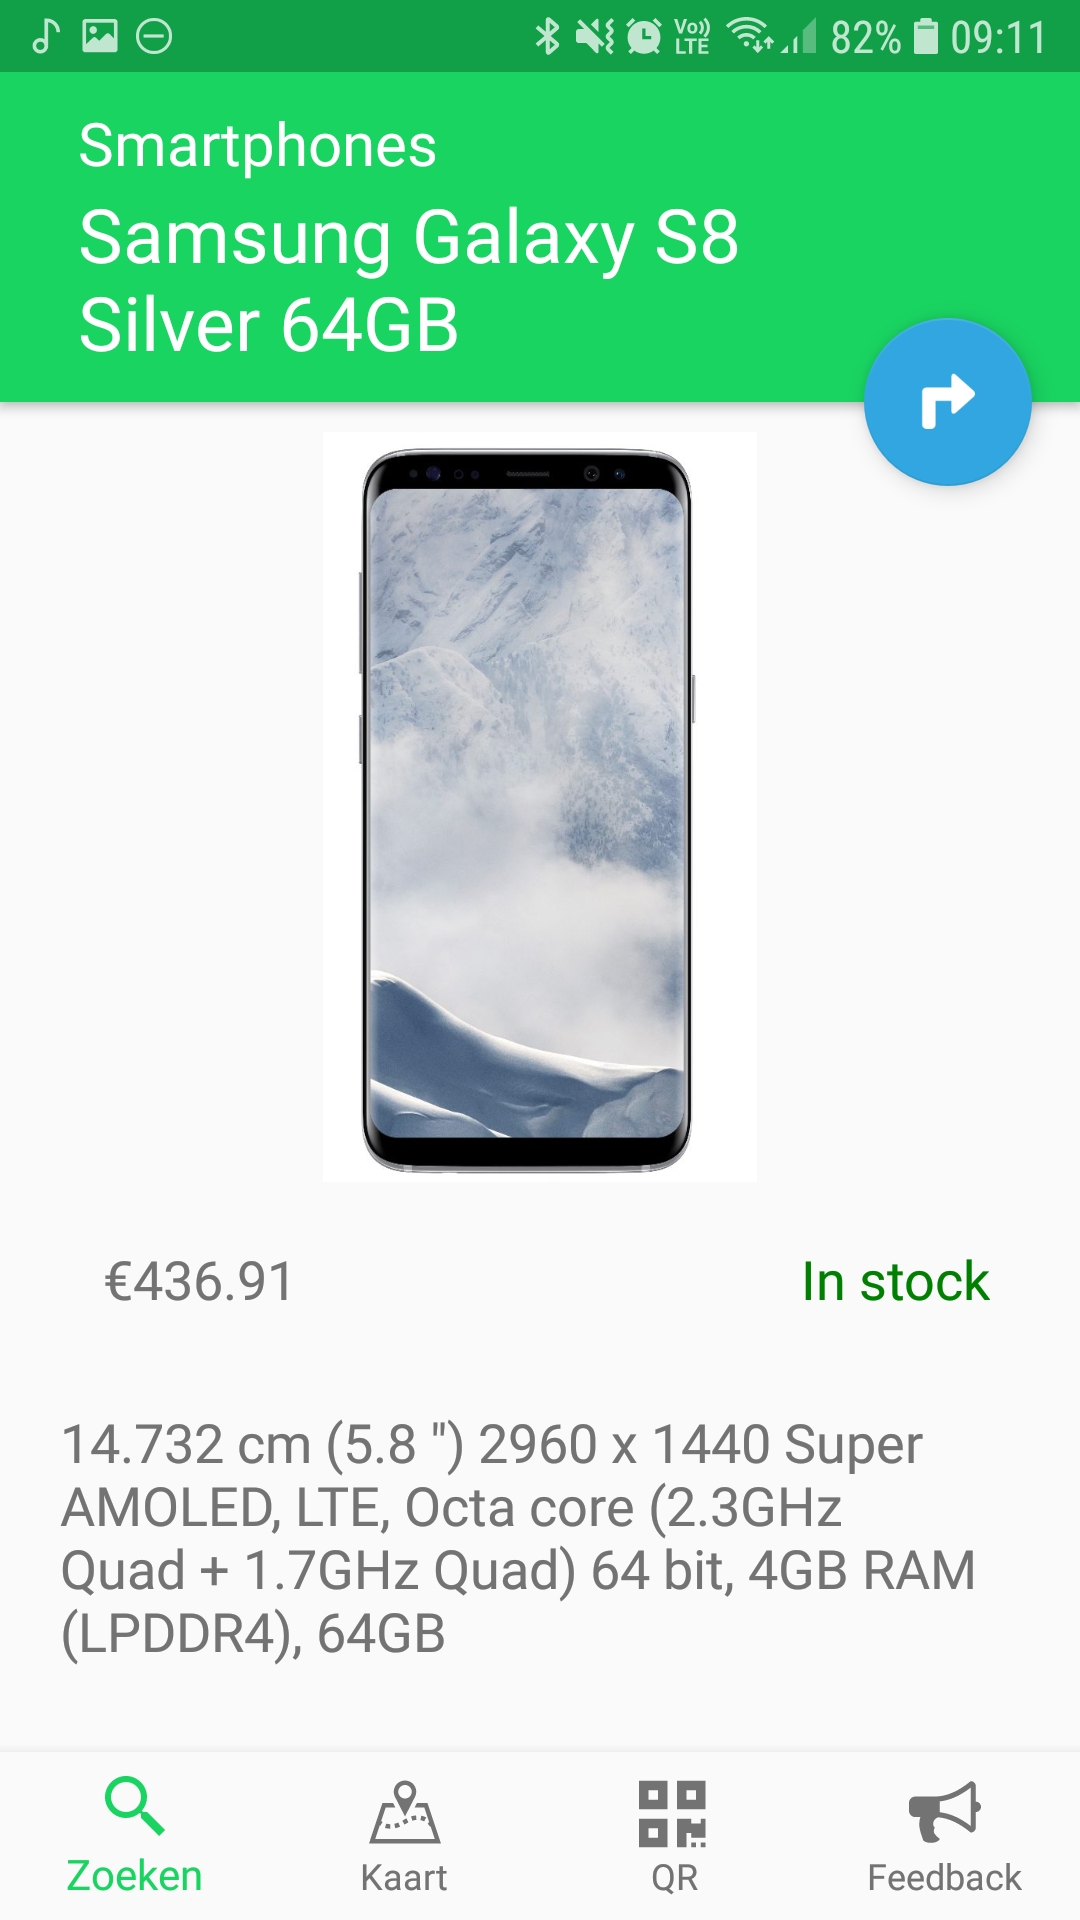 Vo)) LTE 82% 09:11
Smartphones
Samsung Galaxy S8
Silver 64GB
€436.91
In stock
14.732 cm (5.8 ") 2960 x 1440 Super
AMOLED, LTE, Octa core (2.3GHz
Quad + 1.7GHz Quad) 64 bit, 4GB RAM
(LPDDR4), 64GB
Zoeken
Kaart
QR
Feedback